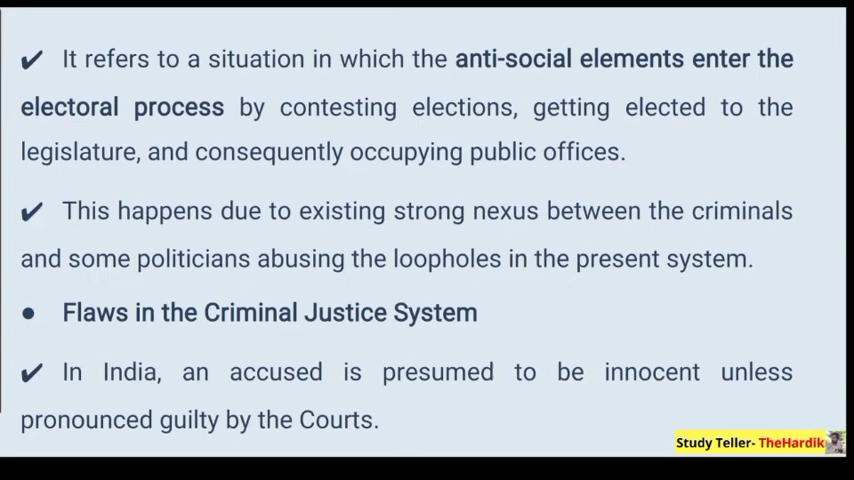 ✔ It refers to a situation in which the anti-social elements enter the
electoral process by contesting elections, getting elected to the
legislature, and consequently occupying public offices.
✔ This happens due to existing strong nexus between the criminals
and some politicians abusing the loopholes in the present system.
● Flaws in the Criminal Justice System
✔ In India, an accused is presumed to be innocent unless
pronounced guilty by the Courts.
Study Teller- TheHardik